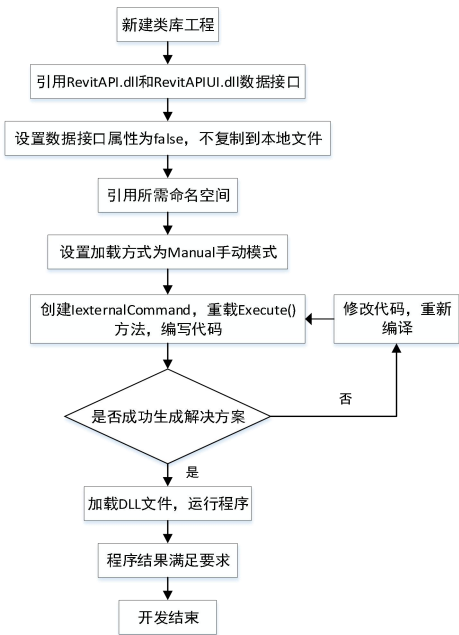 新建类库工程
引用RevitAPI.dll和RevitAPIUI.dll数据接口
设置数据接口属性为false，不复制到本地文件
引用所需命名空间
设置加载方式为Manual手动模式
创建IexternalCommand，重载Execute()
方法，编写代码
修改代码，重新
编译
是否成功生成解决方案
否
是
加载DLL文件，运行程序
程序结果满足要求
开发结束